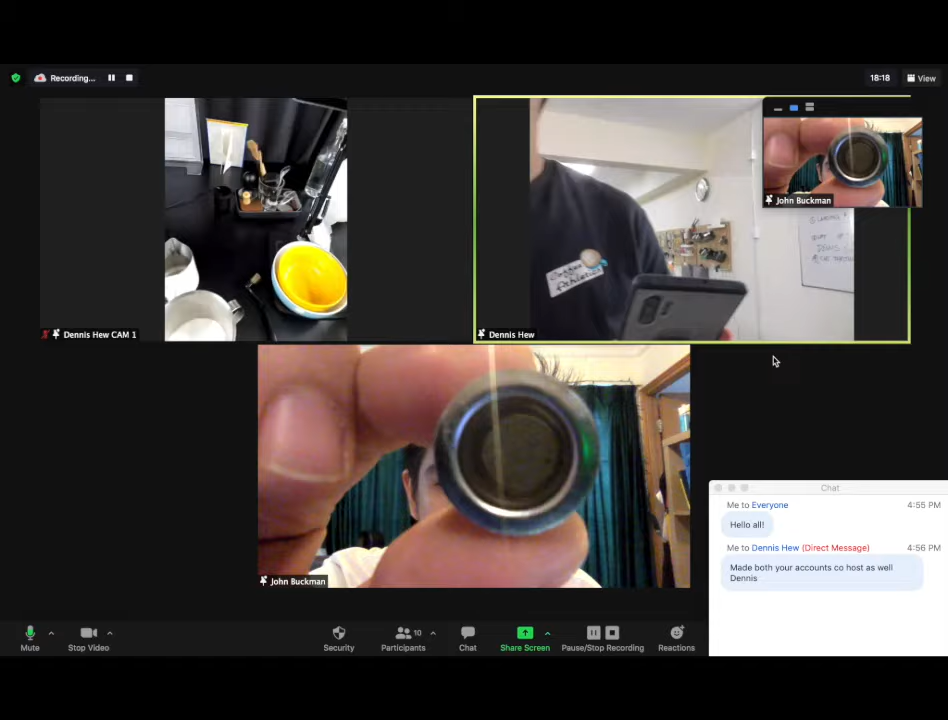 Recording...
18:18
View
John Buckman
Dennis Hew CAM 1
Dennis Hew
John Buckman
Chat
Me to Everyone
4:55 PM
Hello all!
Me to Dennis Hew (Direct Message)
4:56 PM
Made both your accounts co host as well
Dennis
Mute
Stop Video
Security
Participants
10
Chat
Share Screen
Pause/Stop Recording
Reactions